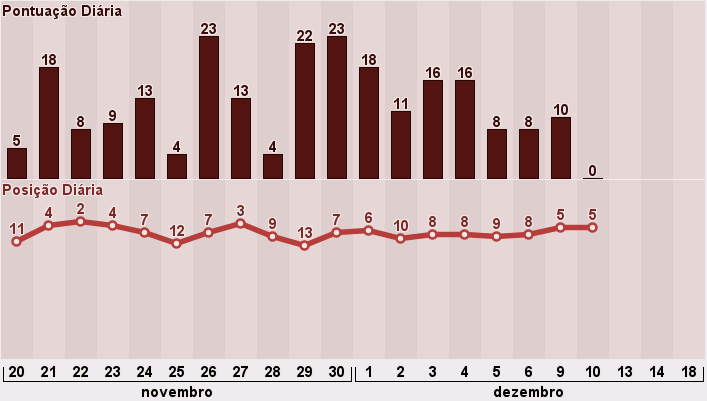 Pontuação Diária
5 18 8 9 13 4 23 13 4 22 23 18 11 16 16 8 8 10 0
Posição Diária
11 4 2 4 7 12 7 3 9 13 7 6 10 8 8 9 8 5 5
20 21 22 23 24 25 26 27 28 29 30 1 2 3 4 5 6 9 10 13 14 18
novembro dezembro